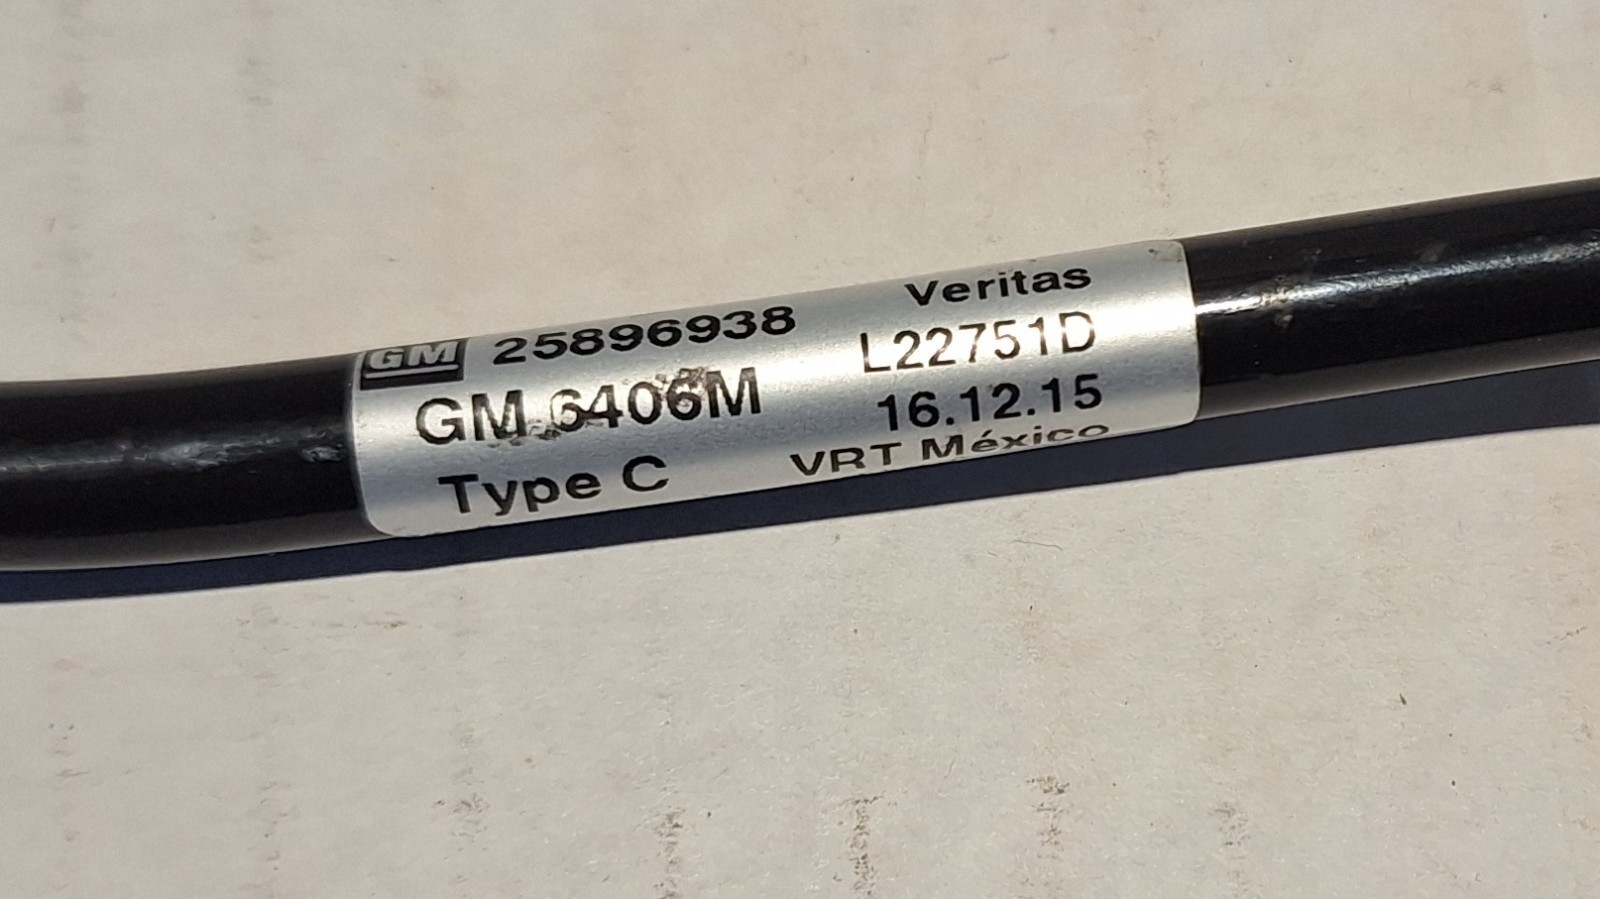 GM 25896938
GM 6406M
Type C
Veritas
L22751D
16.12.15
VRT México